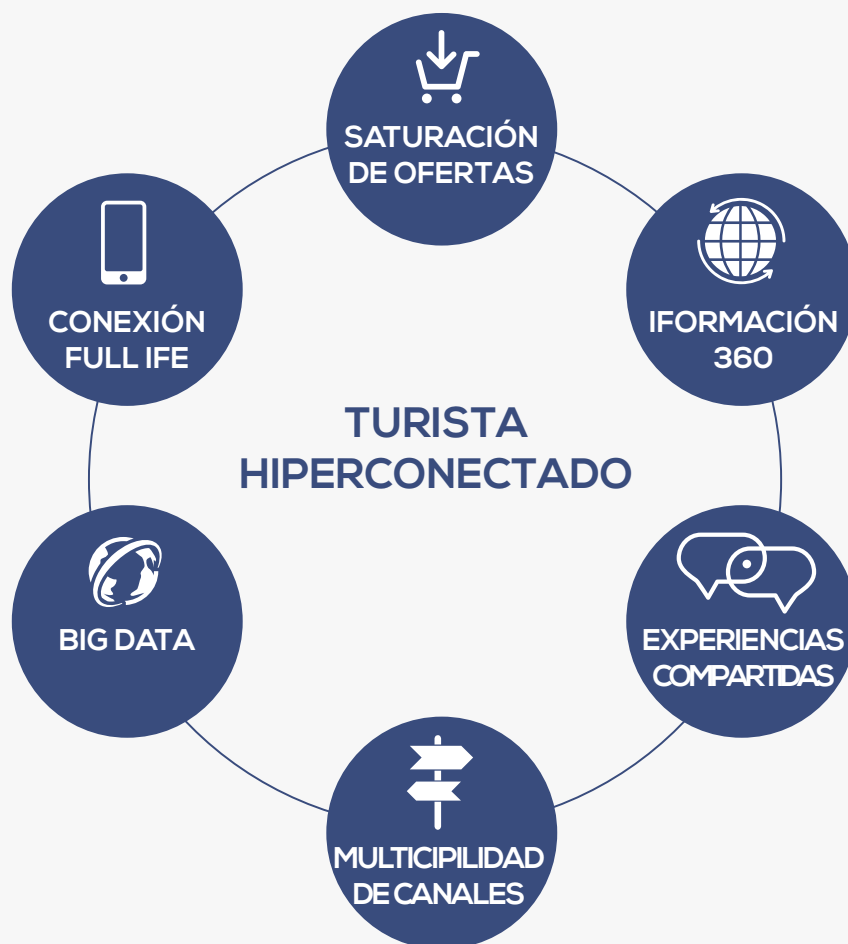 SATURACIÓN
DE OFERTAS
IFORMACIÓN
360
EXPERIENCIAS
COMPARTIDAS
MULTICIPILIDAD
DE CANALES
BIG DATA
CONEXIÓN
FULL IFE
TURISTA
HIPERCONECTADO